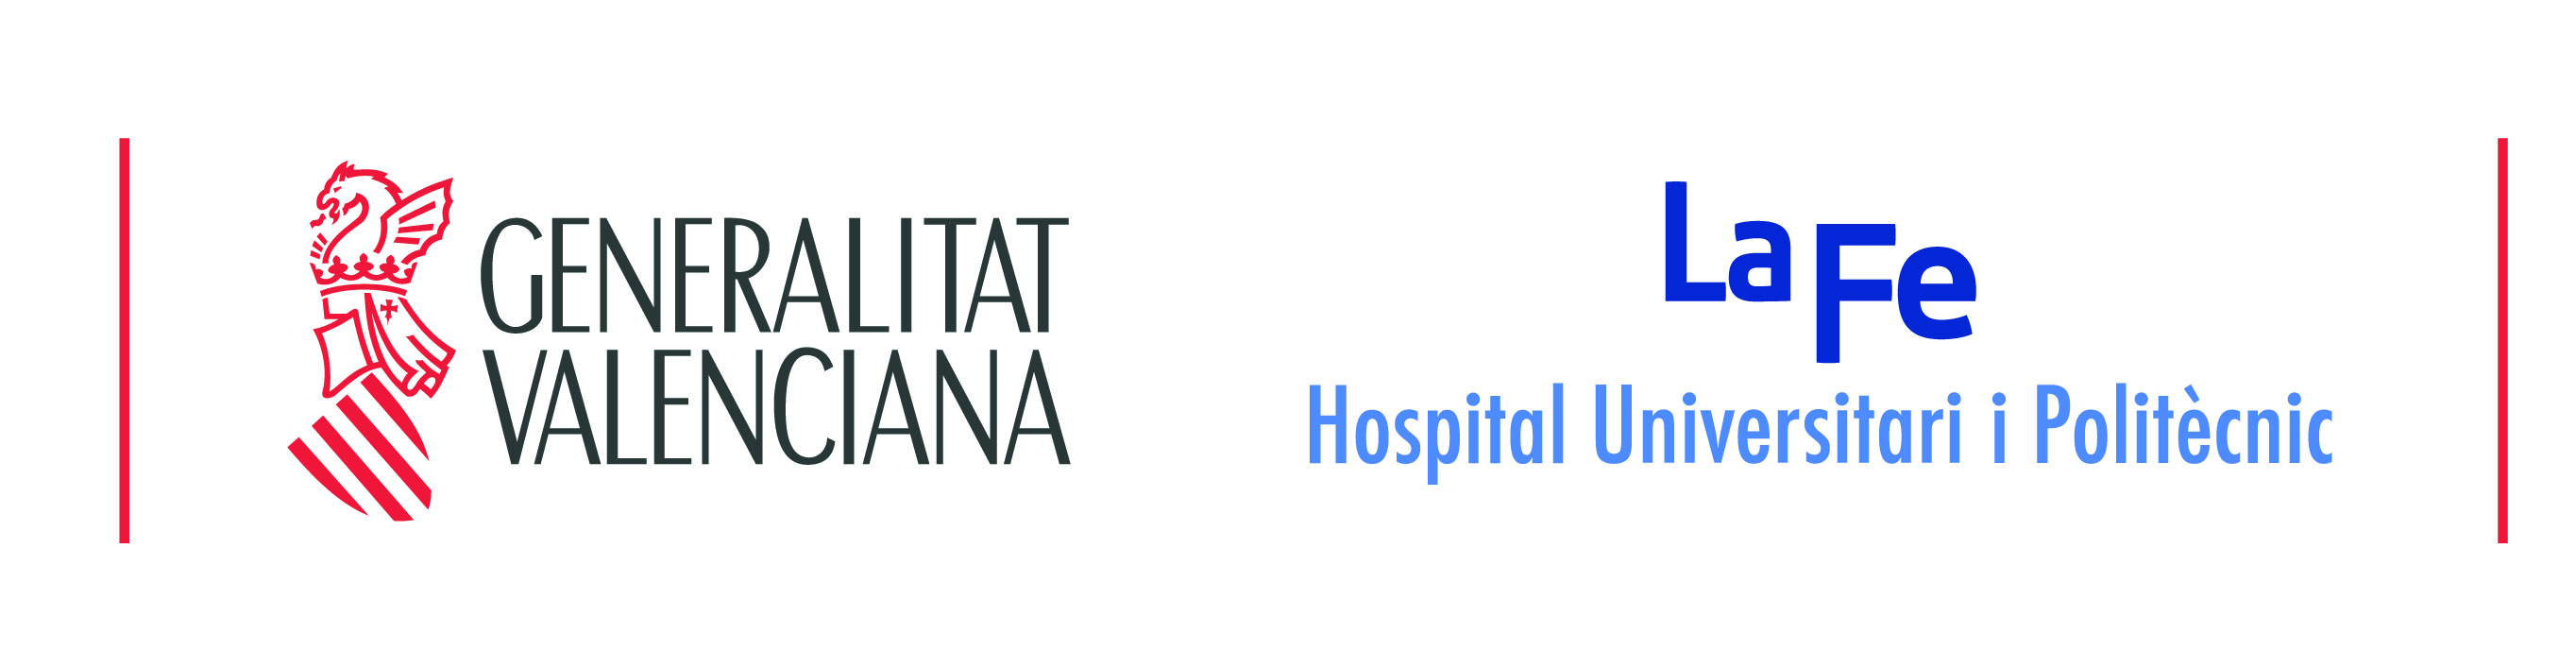 GENERALITAT
VALENCIANA
La Fe
Hospital Universitari i Politècnic